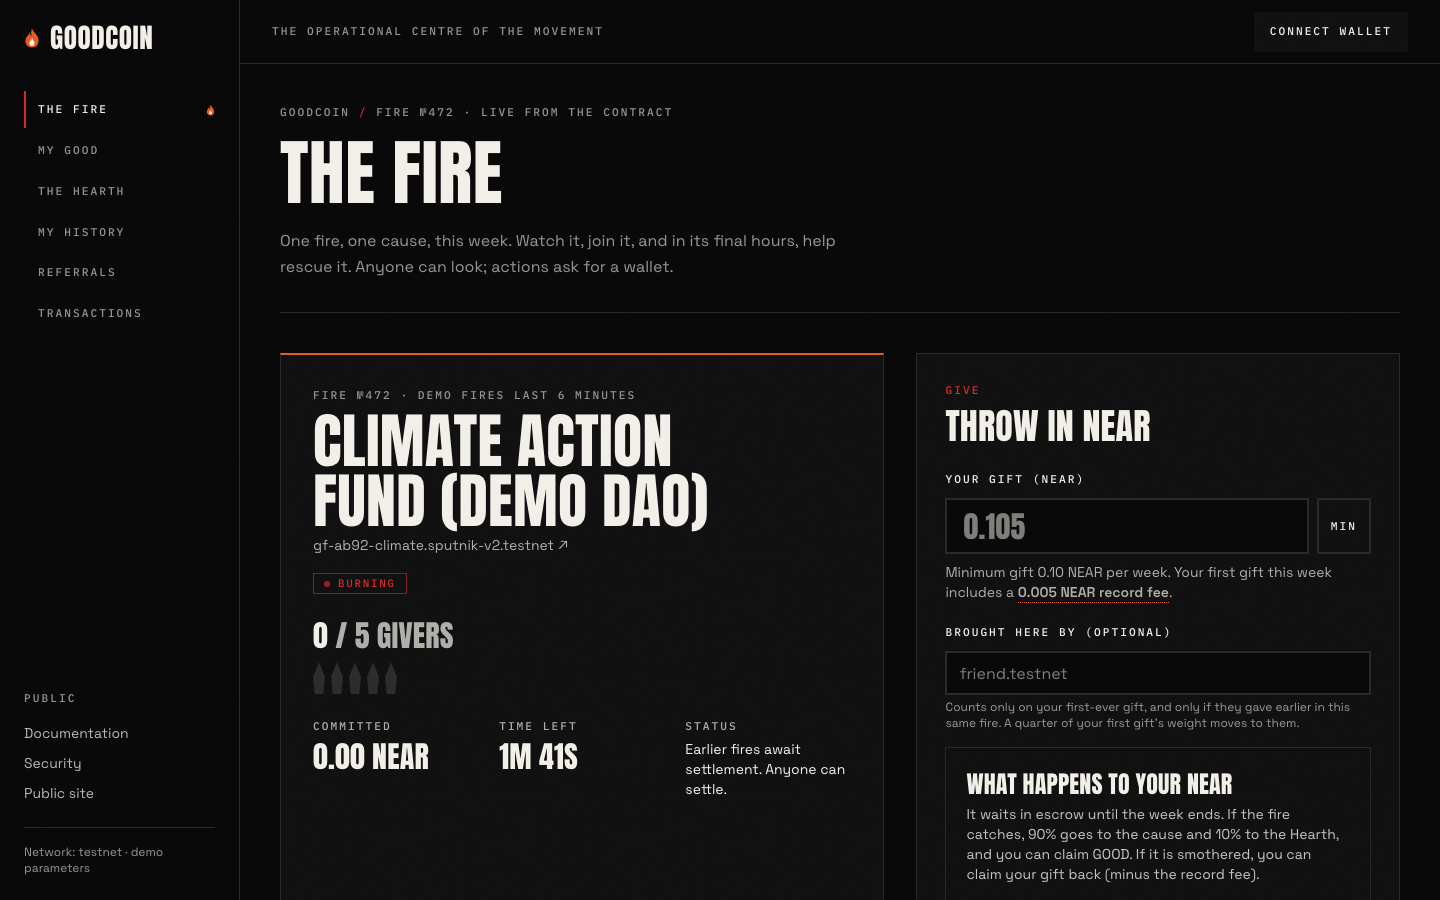 GOODCOIN
THE OPERATIONAL CENTRE OF THE MOVEMENT
CONNECT WALLET
THE FIRE
MY GOOD
THE HEARTH
MY HISTORY
REFERRALS
TRANSACTIONS
PUBLIC
Documentation
Security
Public site
Network: testnet · demo
parameters
GOODCOIN / FIRE №472 · LIVE FROM THE CONTRACT
THE FIRE
One fire, one cause, this week. Watch it, join it, and in its final hours, help
rescue it. Anyone can look; actions ask for a wallet.
FIRE №472 · DEMO FIRES LAST 6 MINUTES
CLIMATE ACTION
FUND (DEMO DAO)
gf-ab92-climate.sputnik-v2.testnet ↗
BURNING
0 / 5 GIVERS
COMMITTED
0.00 NEAR
TIME LEFT
1M 41S
STATUS
Earlier fires await
settlement. Anyone can
settle.
GIVE
THROW IN NEAR
YOUR GIFT (NEAR)
0.105
MIN
Minimum gift 0.10 NEAR per week. Your first gift this week
includes a 0.005 NEAR record fee.
BROUGHT HERE BY (OPTIONAL)
friend.testnet
Counts only on your first-ever gift, and only if they gave earlier in this
same fire. A quarter of your first gift's weight moves to them.
WHAT HAPPENS TO YOUR NEAR
It waits in escrow until the week ends. If the fire
catches, 90% goes to the cause and 10% to the Hearth,
and you can claim GOOD. If it is smothered, you can
claim your gift back (minus the record fee).